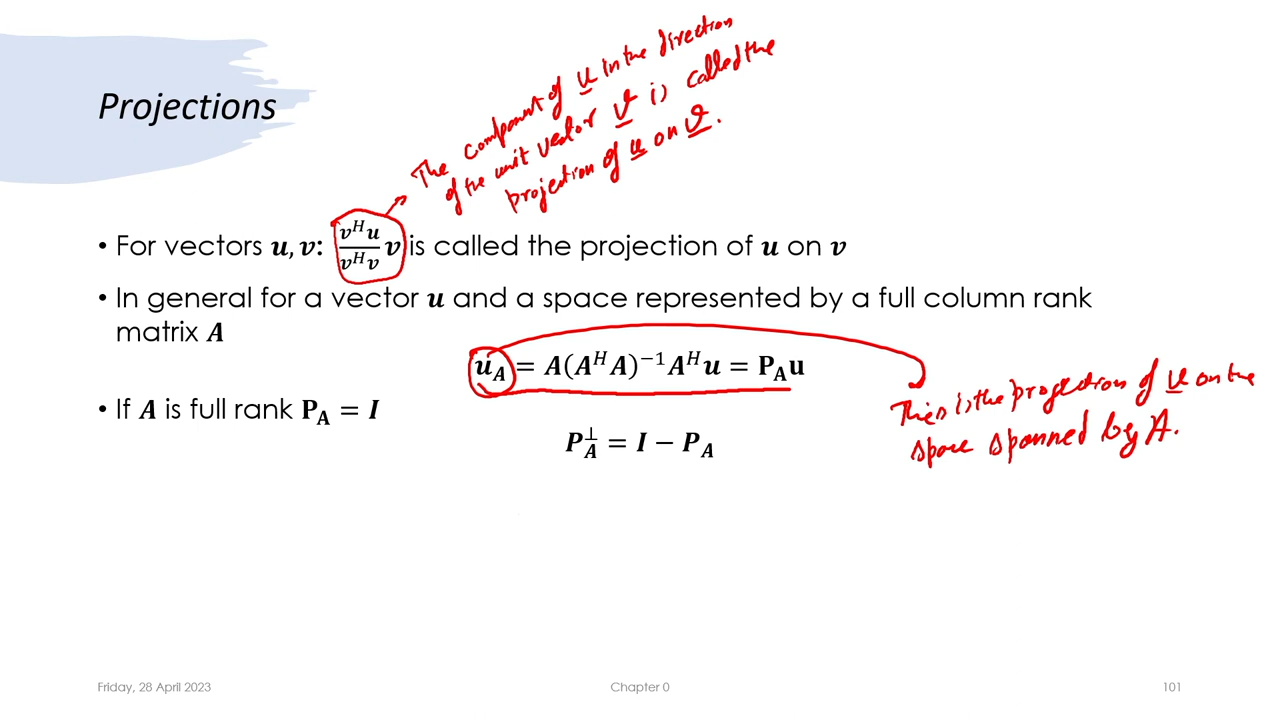 The component of u in the direction
of the unit vector v is called the
projection of u on v.
Projections
• For vectors u, v: v^H u / v^H v v is called the projection of u on v
• In general for a vector u and a space represented by a full column rank
matrix A
u_A = A(A^H A)^−1 A^H u = P_A u
This is the projection of u on the
space spanned by A.
• If A is full rank P_A = I
P_A^⊥ = I − P_A
Friday, 28 April 2023
Chapter 0
101